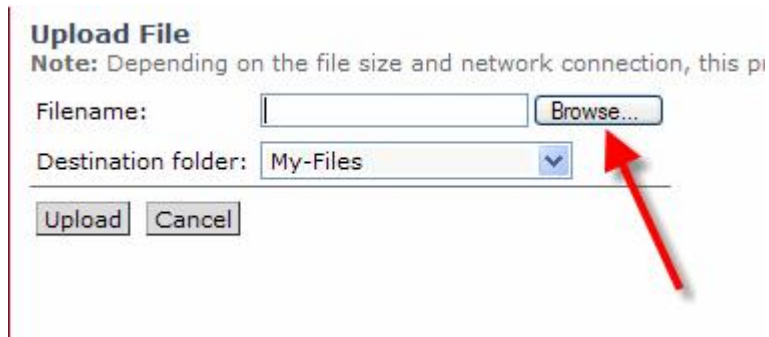 Upload File
Note: Depending on the file size and network connection, this
Filename: Browse...
Destination folder: My-Files
Upload Cancel